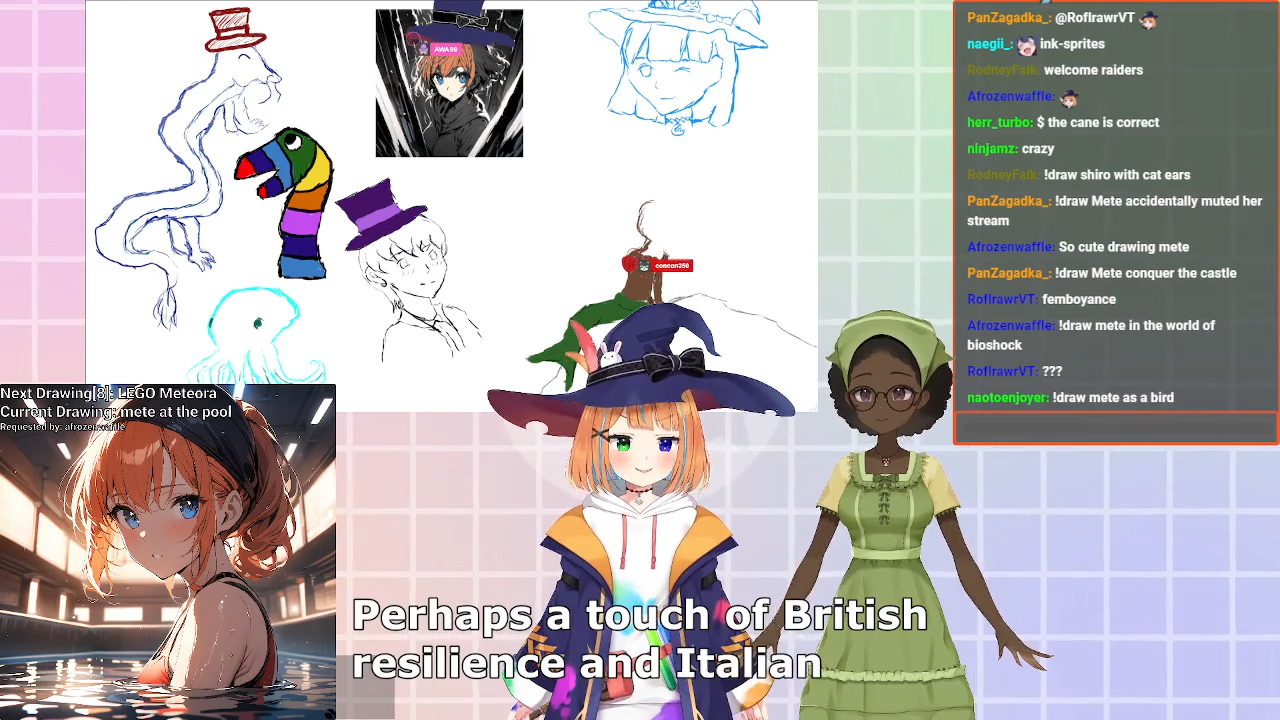 AWA98
concon350
Next Drawing[8]: LEGO Meteora
Current Drawing: mete at the pool
Requested by: afrozenwaffle
Perhaps a touch of British
resilience and Italian
PanZagadka_: @RoflrawrVT
naegii_: ink-sprites
RodneyFalk: welcome raiders
Afrozenwaffle:
herr_turbo: $ the cane is correct
ninjamz: crazy
RodneyFalk: !draw shiro with cat ears
PanZagadka_: !draw Mete accidentally muted her
stream
Afrozenwaffle: So cute drawing mete
PanZagadka_: !draw Mete conquer the castle
RoflrawrVT: femboyance
Afrozenwaffle: !draw mete in the world of
bioshock
RoflrawrVT: ???
naotoenjoyer: !draw mete as a bird